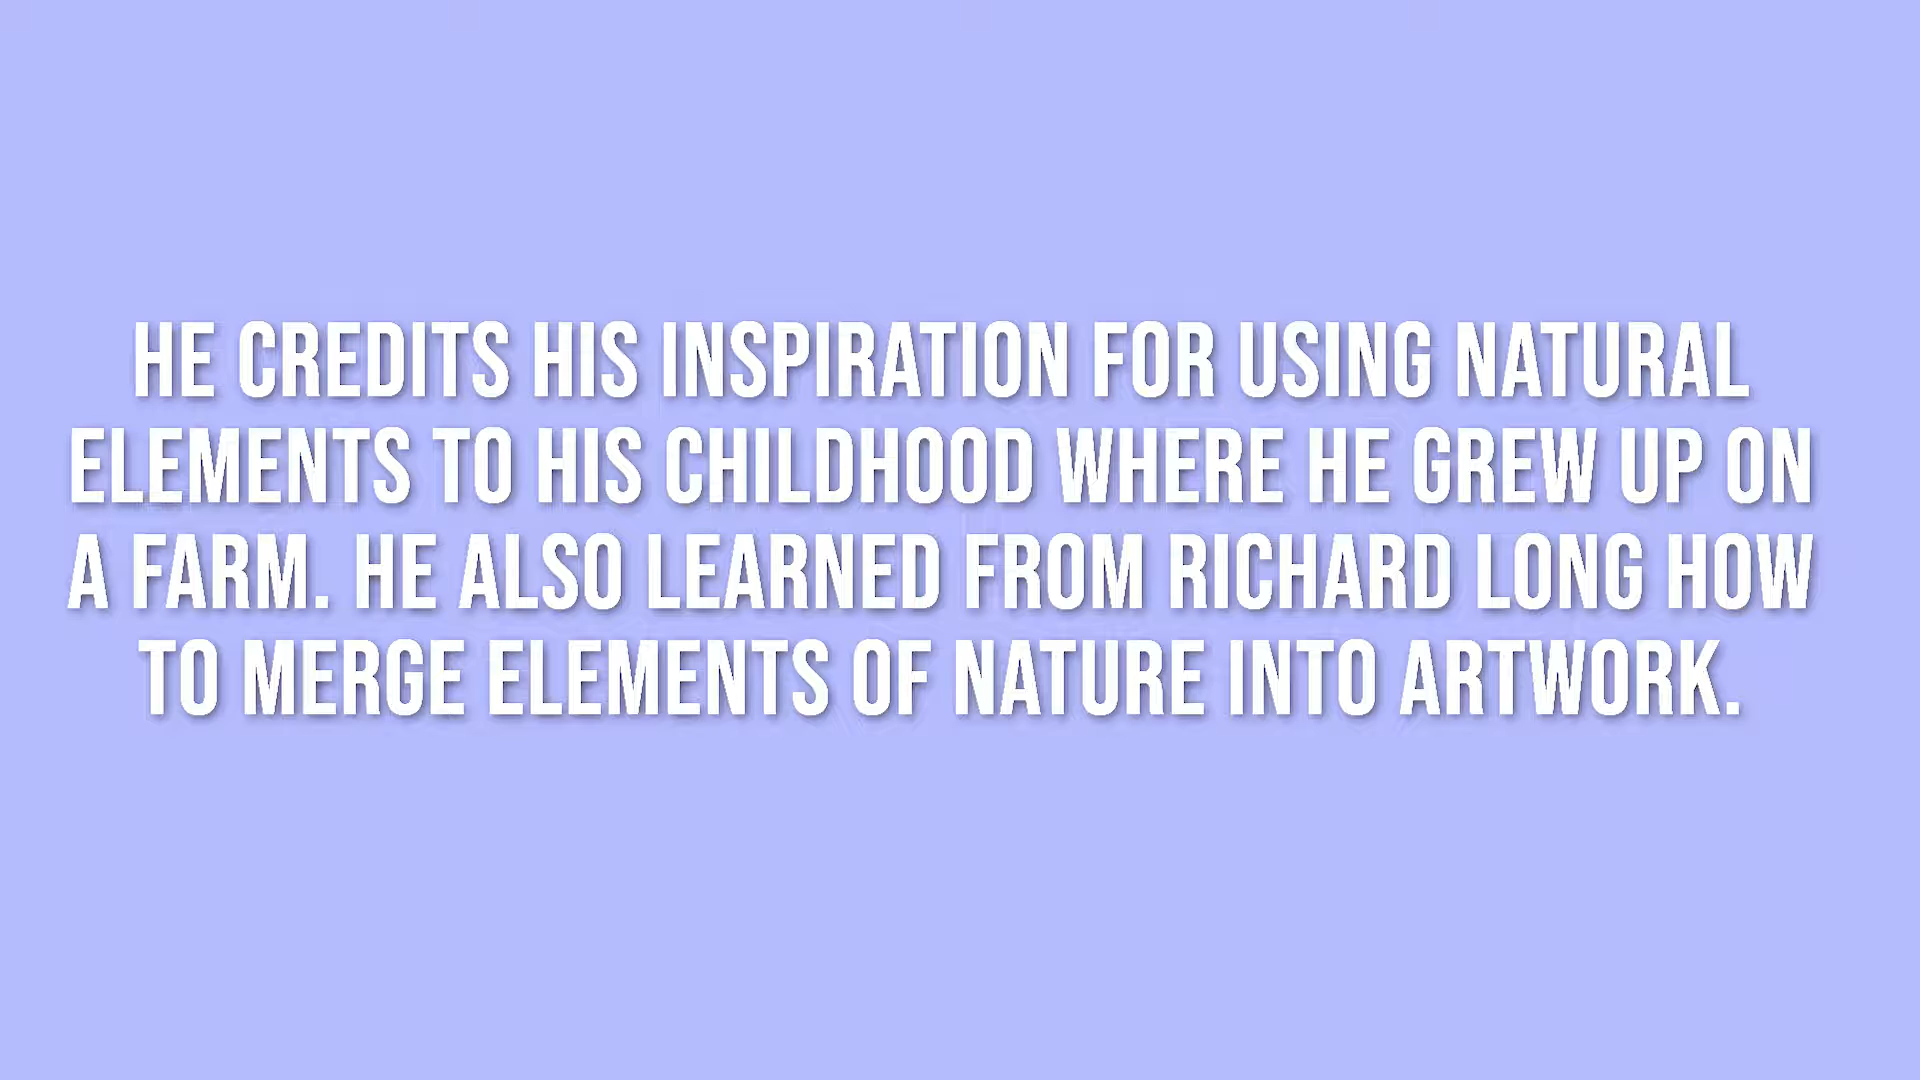 HE CREDITS HIS INSPIRATION FOR USING NATURAL
ELEMENTS TO HIS CHILDHOOD WHERE HE GREW UP ON
A FARM. HE ALSO LEARNED FROM RICHARD LONG HOW
TO MERGE ELEMENTS OF NATURE INTO ARTWORK.